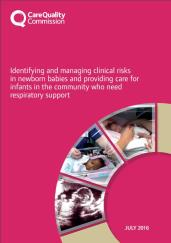 CareQuality
Commission
Identifying and managing clinical risks
in newborn babies and providing care for
infants in the community who need
respiratory support
JULY 2016